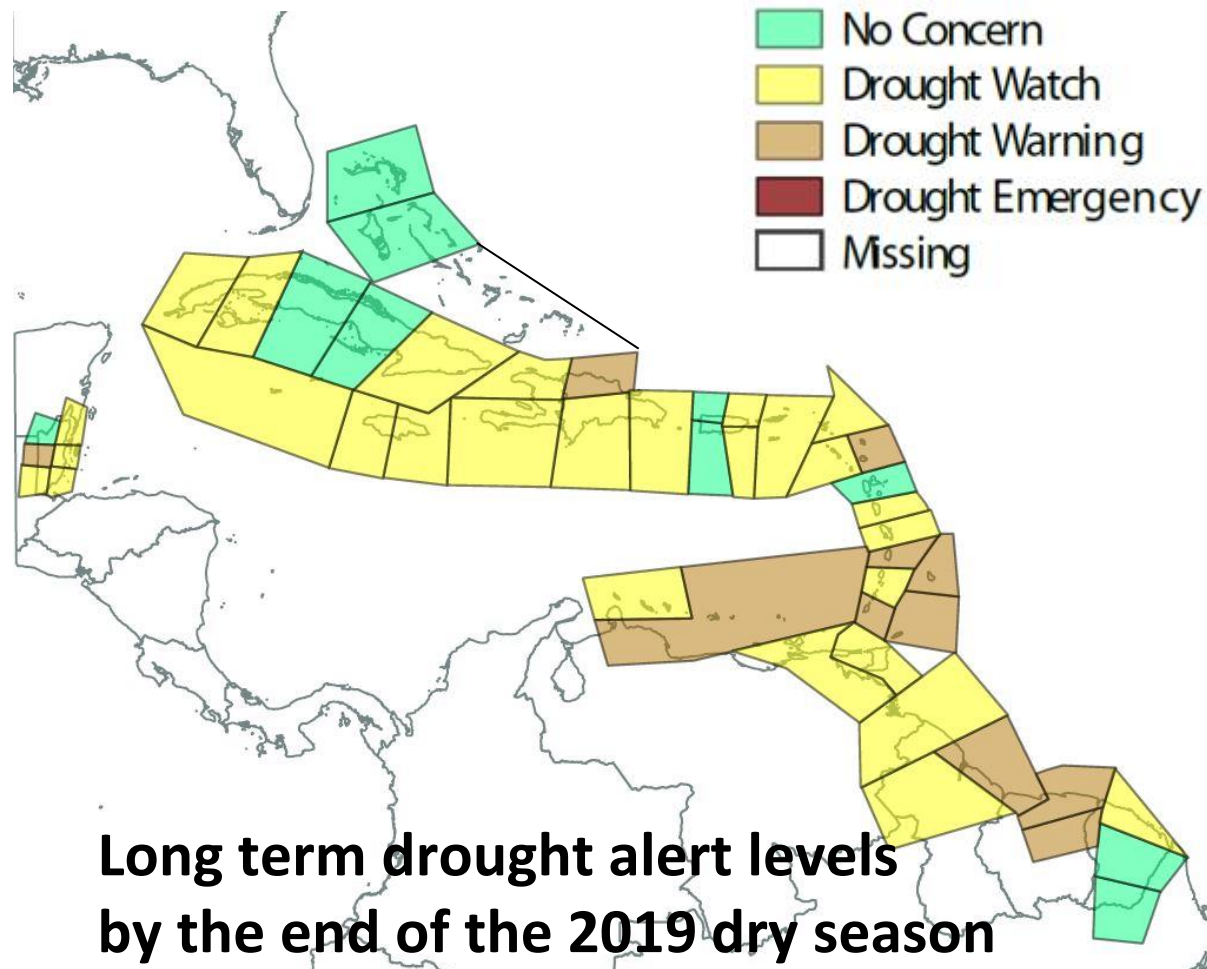 No Concern
Drought Watch
Drought Warning
Drought Emergency
Missing
Long term drought alert levels
by the end of the 2019 dry season